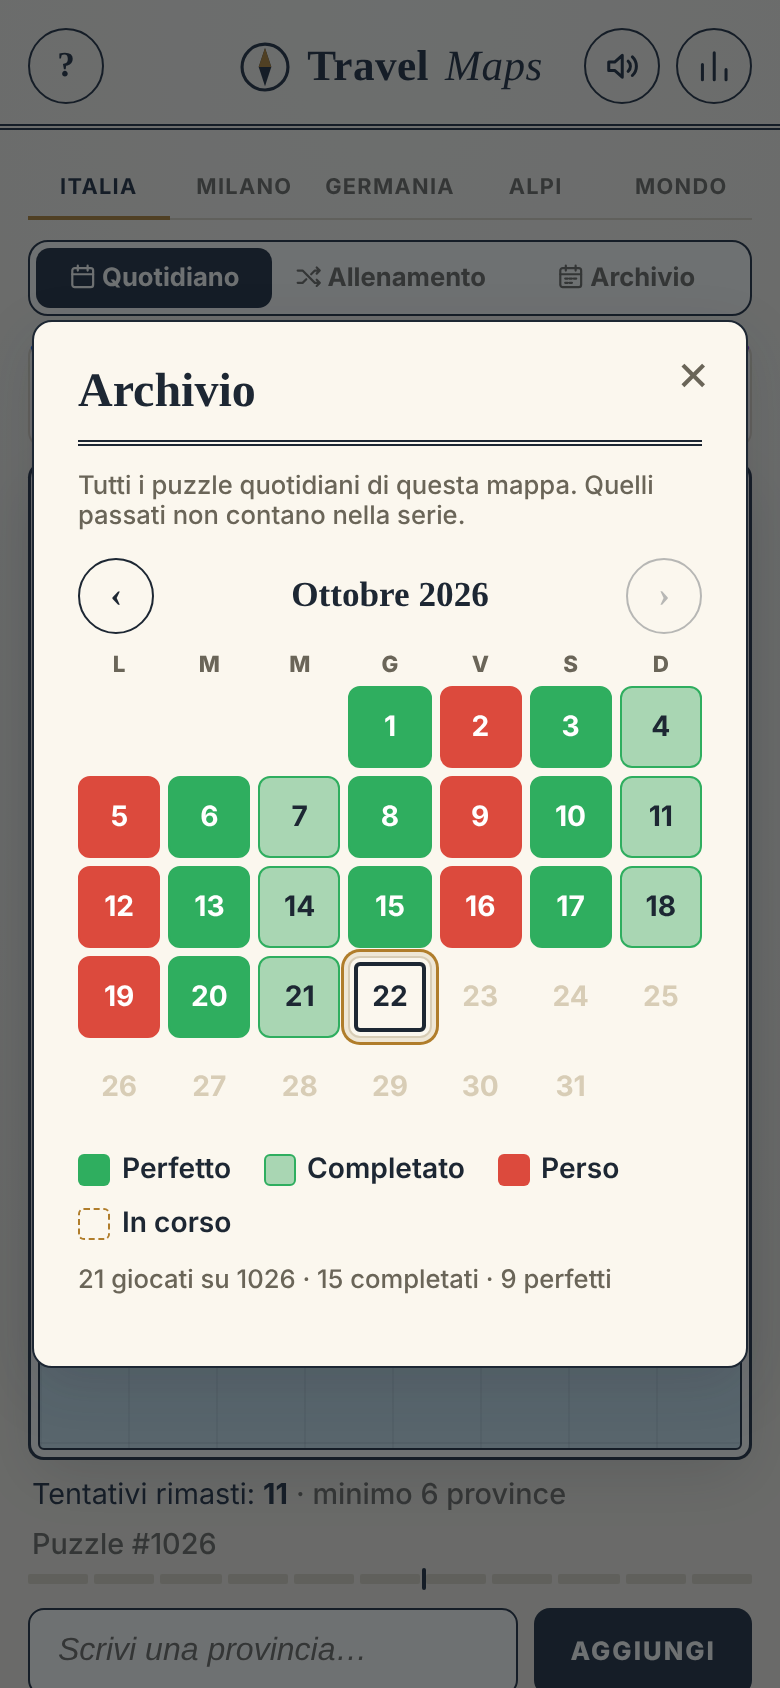 ?
Travel Maps
ITALIA MILANO GERMANIA ALPI MONDO
Quotidiano Allenamento Archivio
Archivio
✕
Tutti i puzzle quotidiani di questa mappa. Quelli
passati non contano nella serie.
‹ Ottobre 2026 ›
L M M G V S D
1 2 3 4
5 6 7 8 9 10 11
12 13 14 15 16 17 18
19 20 21 22 23 24 25
26 27 28 29 30 31
Perfetto Completato Perso
In corso
21 giocati su 1026 · 15 completati · 9 perfetti
Tentativi rimasti: 11 · minimo 6 province
Puzzle #1026
Scrivi una provincia… AGGIUNGI